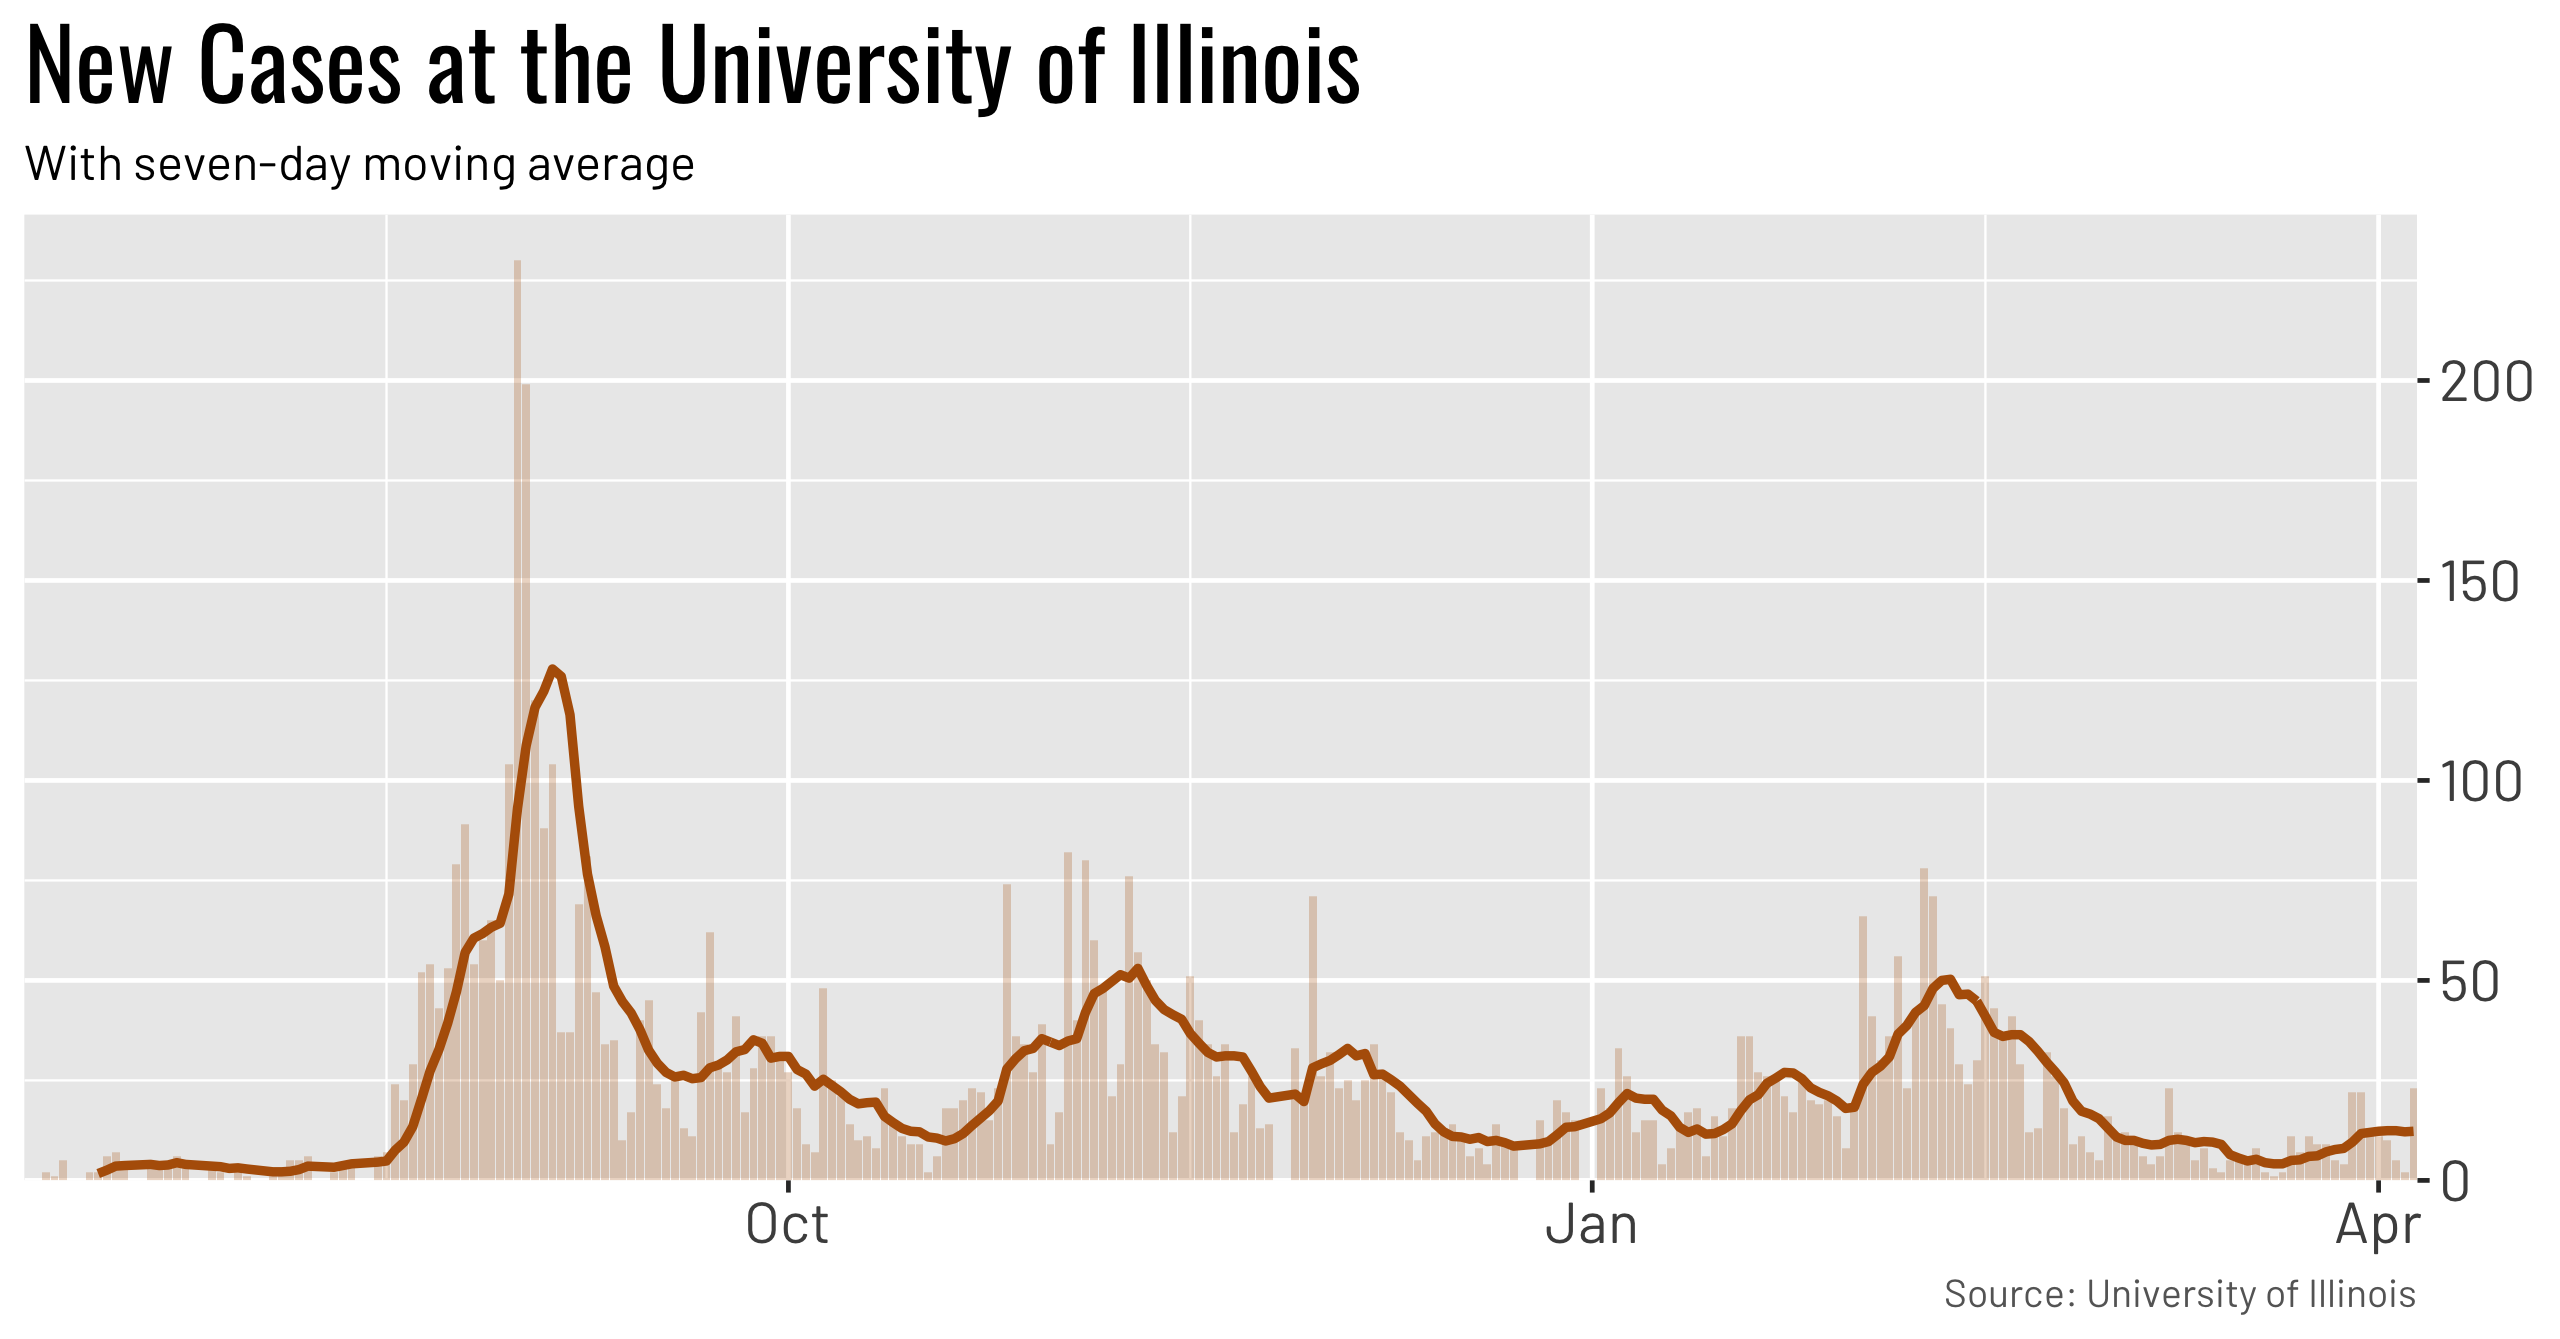 New Cases at the University of Illinois
With seven-day moving average
200
150
100
50
0
Oct Jan Apr
Source: University of Illinois